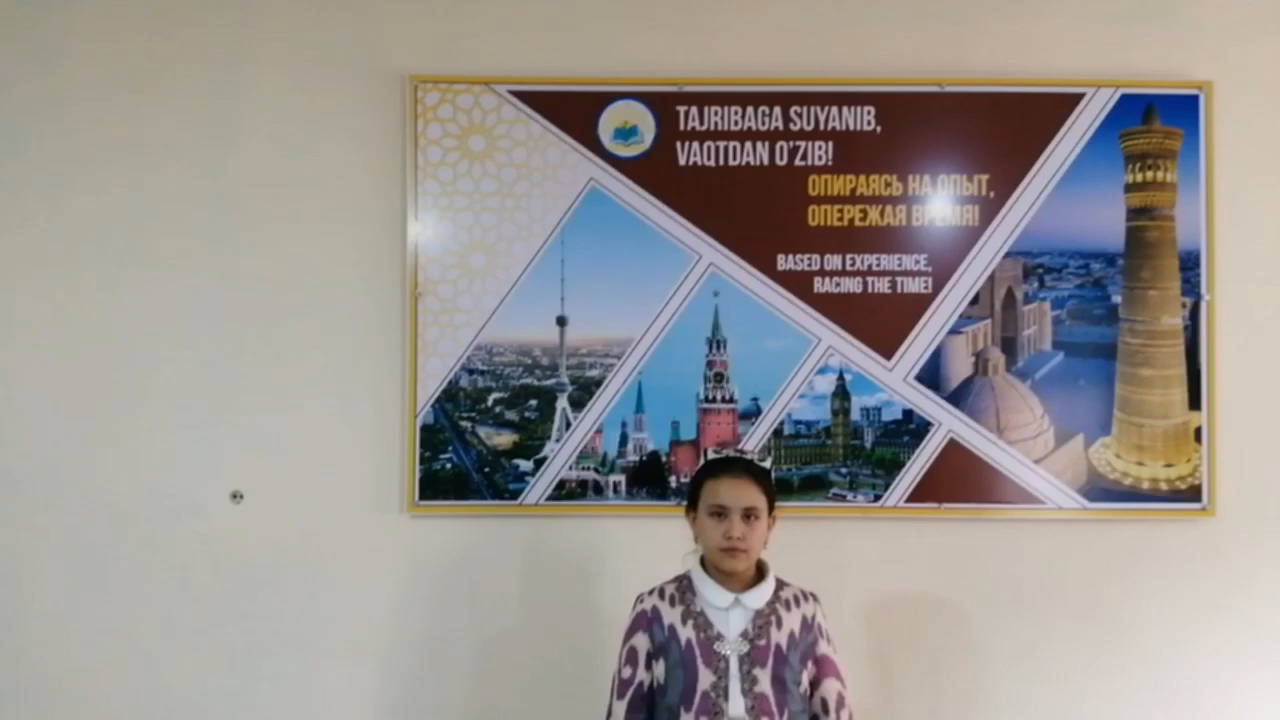 TAJRIBAGA SUYANIB,
VAQTDAN O'ZIB!
ОПИРАЯСЬ НА ОПЫТ,
ОПЕРЕЖАЯ ВРЕМЯ!
BASED ON EXPERIENCE,
RACING THE TIME!